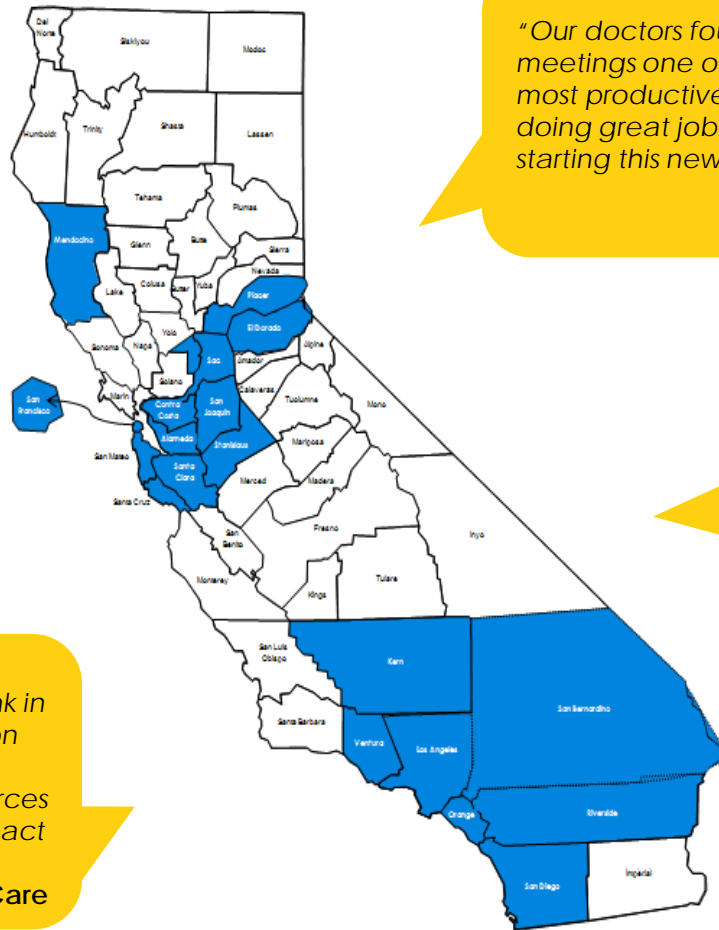 Del
Norte
Siskiyou
Modoc
"Our doctors fou
meetings one o
most productive
doing great job
starting this new
Humboldt
Trinity
Shasta
Lassen
Tehama
Plumas
Mendocino
Glenn
Butte
Sierra
Nevada
Lake
Colusa
Sutter
Yuba
Placer
El Dorado
Sonoma
Napa
Yolo
Sac
Amador
Alpine
Solano
Calaveras
San
Francisco
Marin
Contra
Costa
San
Joaquin
Tuolumne
Mono
Alameda
Stanislaus
Mariposa
San Mateo
Santa
Clara
Merced
Madera
Santa Cruz
San
Benito
Fresno
Inyo
Monterey
Kings
Tulare
San Luis
Obispo
Kern
nk in
on
Santa Barbara
San Bernardino
Ventura
Los Angeles
rces
act
Orange
Riverside
Care
San Diego
Imperial